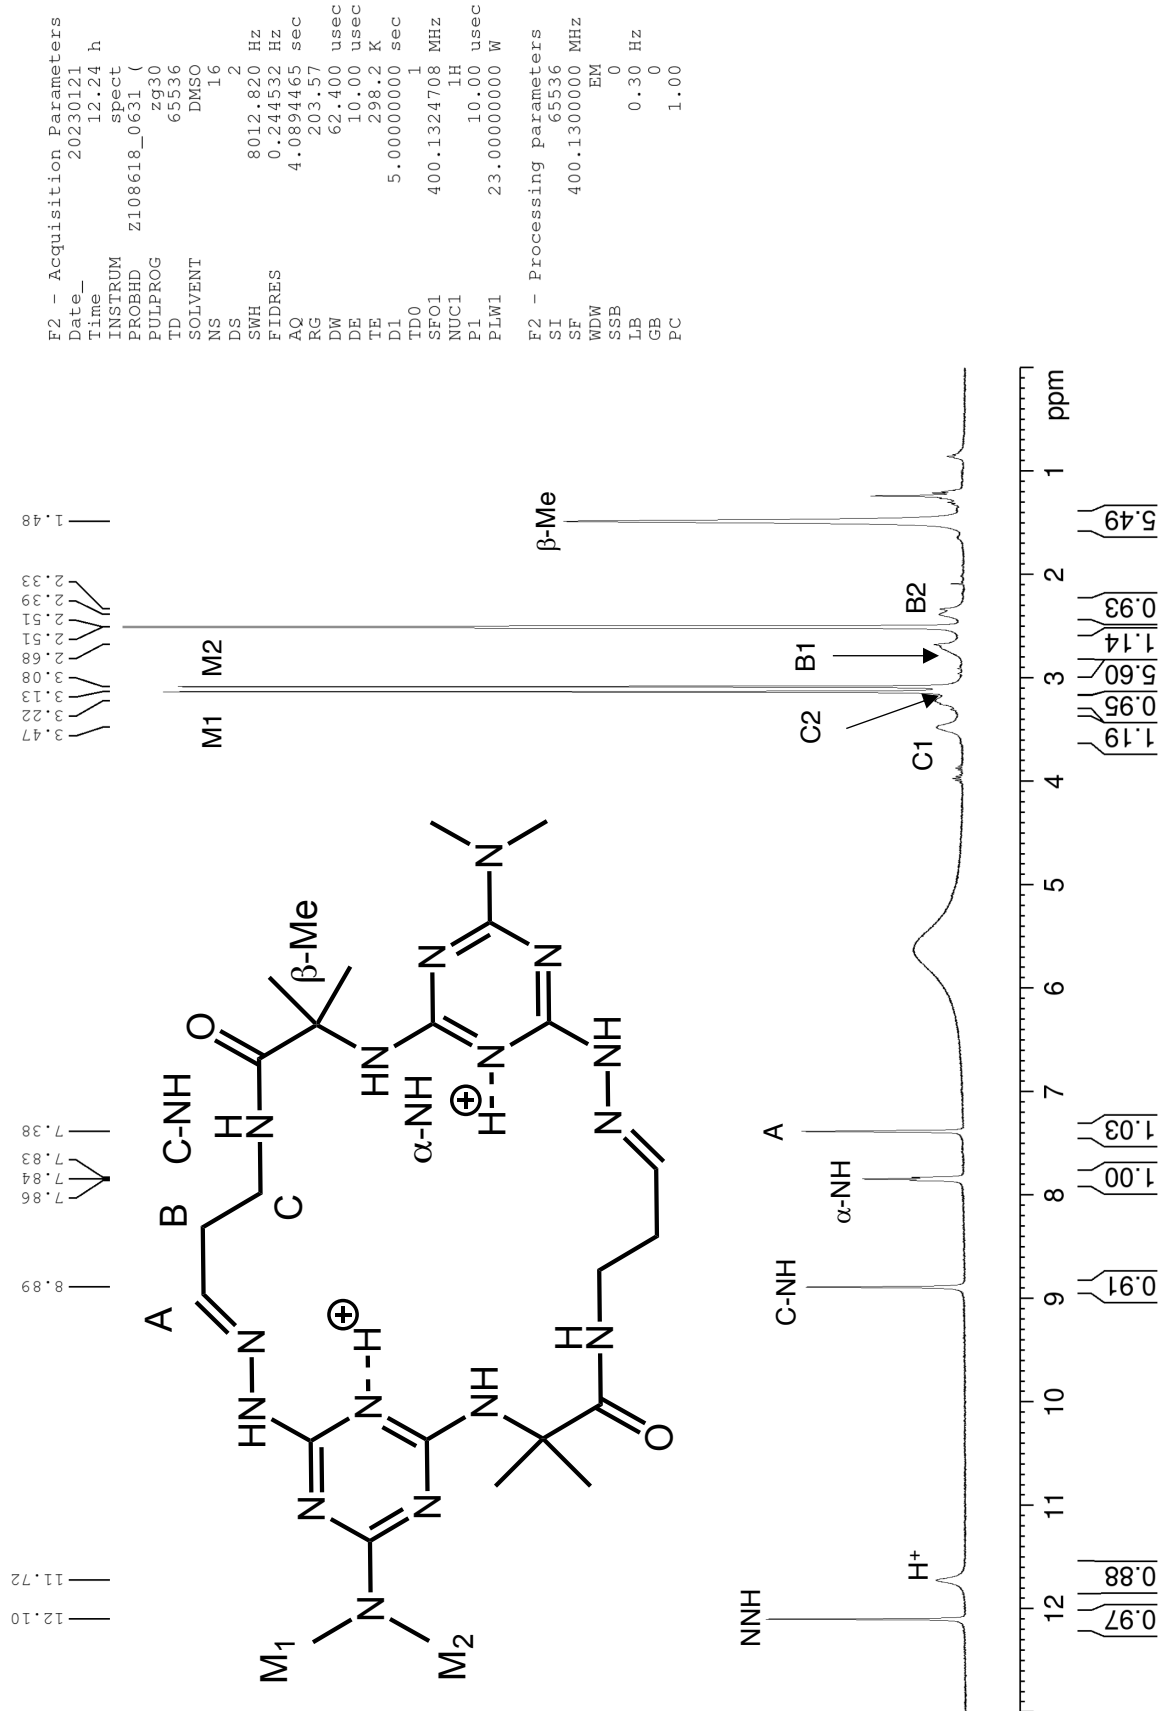 F2 - Acquisition Parameters
Date_ 20230121
Time 12.24 h
INSTRUM spect
PROBHD Z108618_0631 (
PULPROG zg30
TD 65536
SOLVENT DMSO
NS 16
DS 2
SWH 8012.820 Hz
FIDRES 0.244532 Hz
AQ 4.0894465 sec
RG 203.57
DW 62.400 usec
DE 10.00 usec
TE 298.2 K
D1 5.00000000 sec
TD0 1
SFO1 400.1324708 MHz
NUC1 1H
P1 10.00 usec
PLW1 23.00000000 W
F2 - Processing parameters
SI 65536
SF 400.1300000 MHz
WDW EM
SSB 0
LB 0.30 Hz
GB 0
PC 1.00
12.10
11.72
8.89
7.86
7.84
7.83
7.38
3.47
3.22
3.13
3.08
2.68
2.51
2.51
2.39
2.33
1.48
A
B
C
C-NH
O
β-Me
H
N
HN
α-NH
N
HN
N
H
⊕
N
N
N
M1
M2
N
N
N
NH
O
H
N
N
NH
⊕
H
N
N
N
N
NNH
H+
C-NH
α-NH
A
M1
M2
C1
C2
B1
B2
β-Me
12 11 10 9 8 7 6 5 4 3 2 1 ppm
0.97
0.88
0.91
1.00
1.03
1.19
0.95
5.60
1.14
0.93
5.49